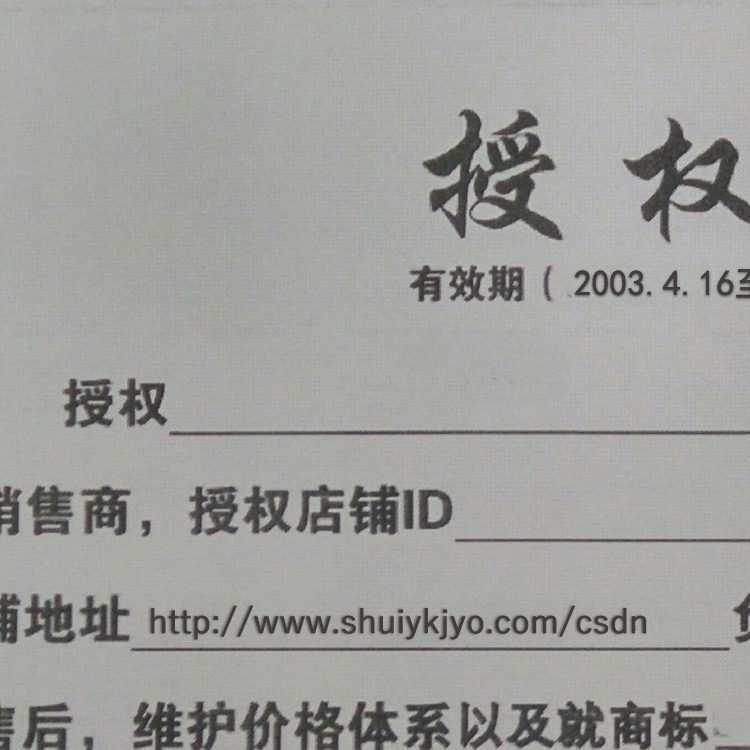 授权
有效期( 2003.4.16至
授权
销售商，授权店铺ID
铺地址 http://www.shuiykjyo.com/csdn
售后，维护价格体系以及就商标